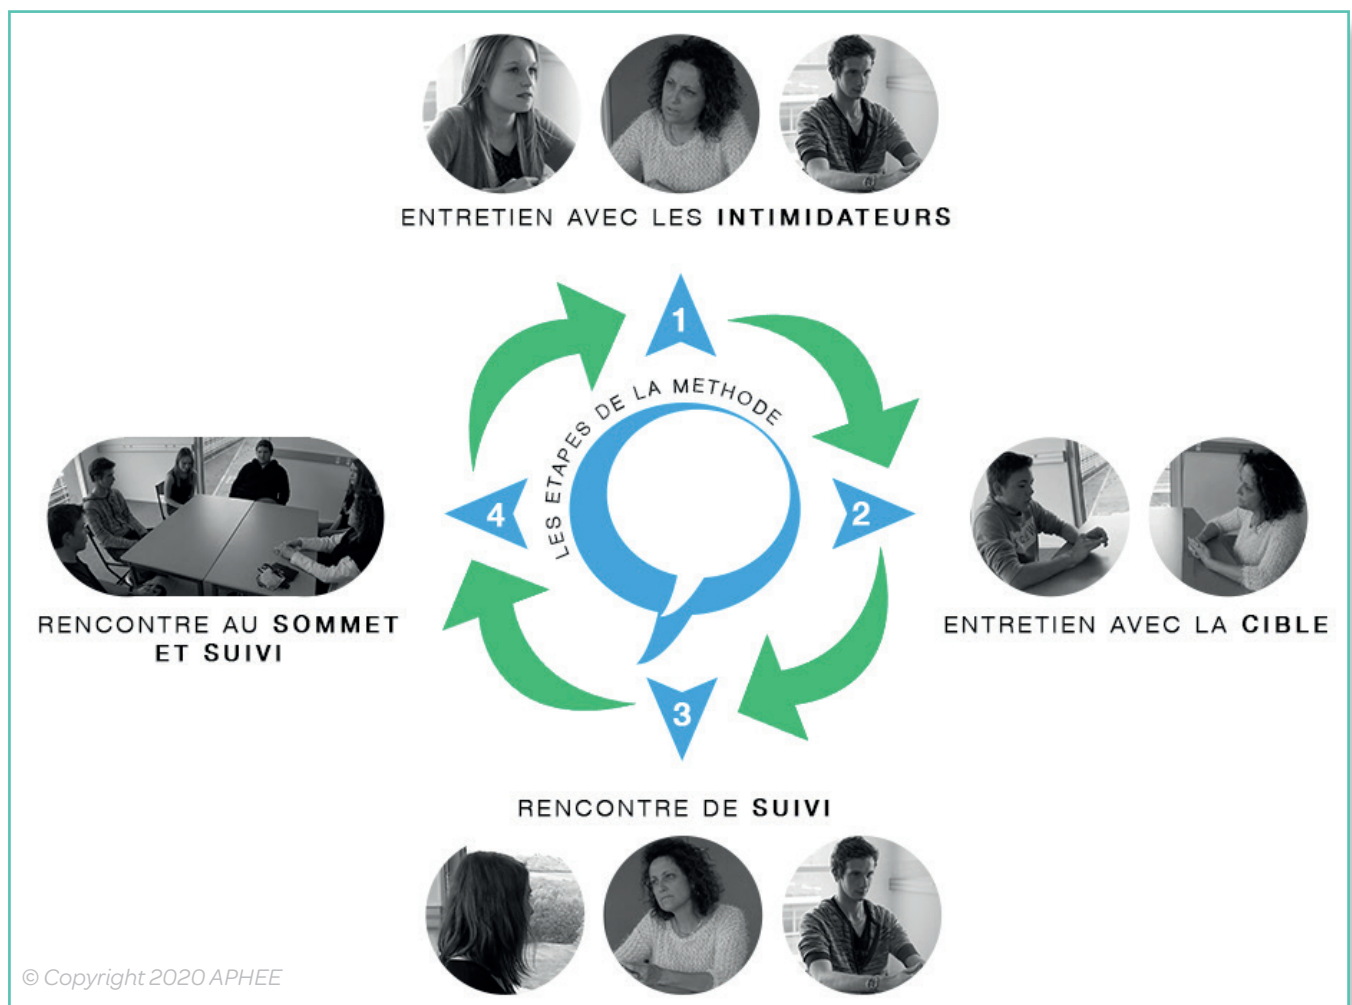 ENTRETIEN AVEC LES INTIMIDATEURS
1
LES ETAPES DE LA METHODE
4
2
RENCONTRE AU SOMMET
ET SUIVI
ENTRETIEN AVEC LA CIBLE
3
RENCONTRE DE SUIVI
© Copyright 2020 APHEE